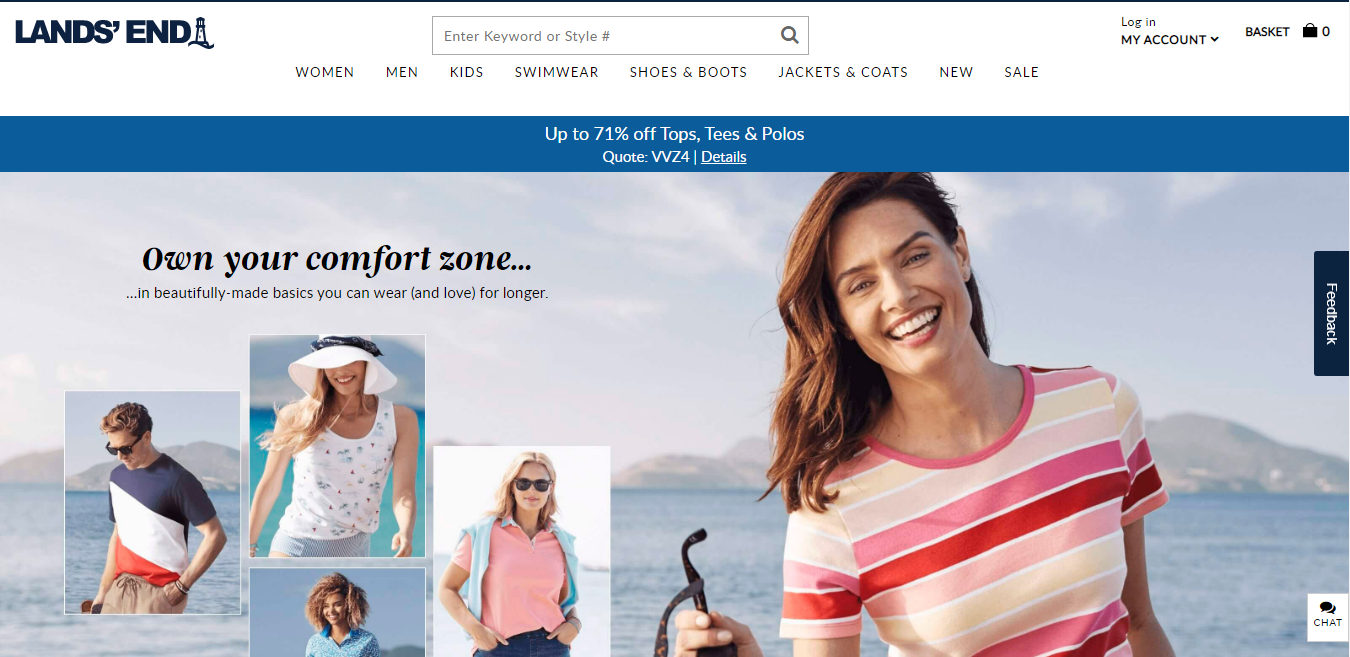 LANDS' END
Enter Keyword or Style #
Log in
MY ACCOUNT
BASKET 0
WOMEN MEN KIDS SWIMWEAR SHOES & BOOTS JACKETS & COATS NEW SALE
Up to 71% off Tops, Tees & Polos
Quote: VVZ4 | Details
Own your comfort zone...
...in beautifully-made basics you can wear (and love) for longer.
Feedback
CHAT